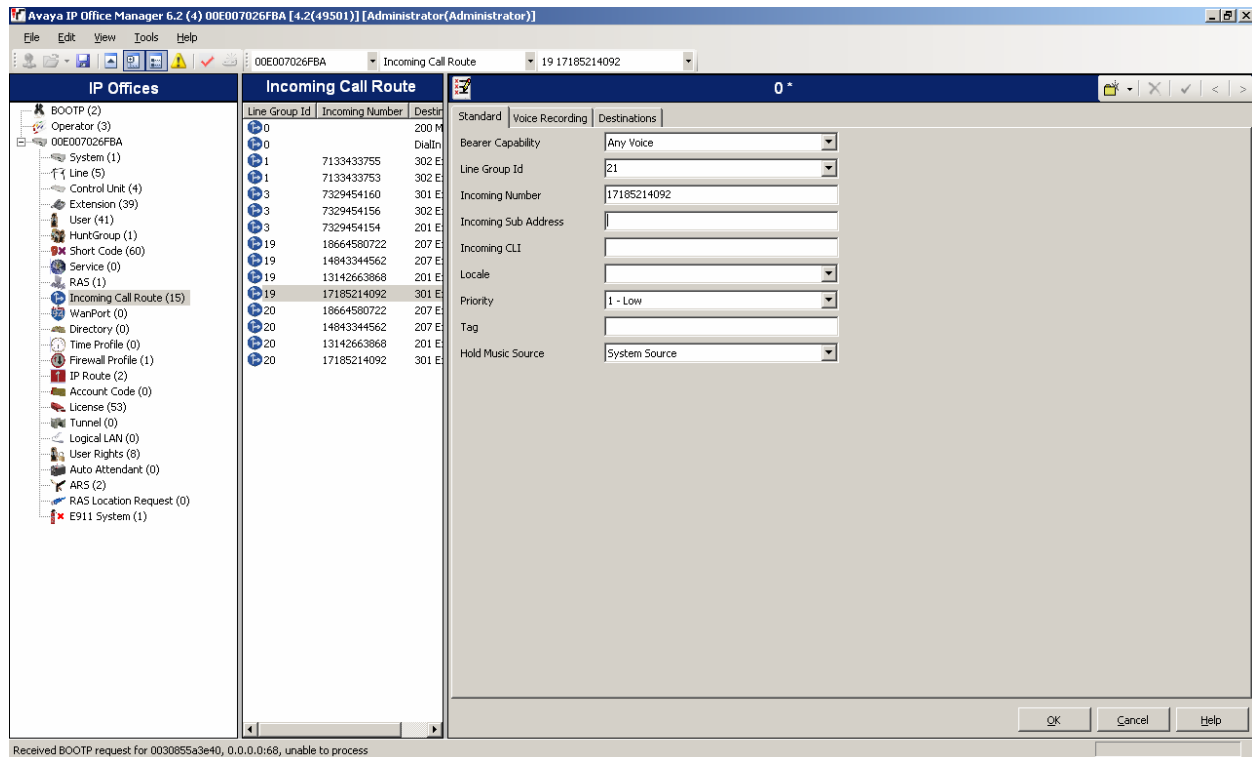 Avaya IP Office Manager 6.2 (4) 00E007026FBA [4.2(49501)] [Administrator(Administrator)]
File Edit View Tools Help
00E007026FBA Incoming Call Route 19 17185214092
IP Offices
BOOTP (2)
Operator (3)
00E007026FBA
System (1)
Line (5)
Control Unit (4)
Extension (39)
User (41)
HuntGroup (1)
Short Code (60)
Service (0)
RAS (1)
Incoming Call Route (15)
WanPort (0)
Directory (0)
Time Profile (0)
Firewall Profile (1)
IP Route (2)
Account Code (0)
License (53)
Tunnel (0)
Logical LAN (0)
User Rights (8)
Auto Attendant (0)
ARS (2)
RAS Location Request (0)
E911 System (1)
Incoming Call Route
Line Group Id Incoming Number Destin
0 200 M
0 DialIn
1 7133433755 302 E
1 7133433753 302 E
3 7329454160 301 E
3 7329454156 302 E
3 7329454154 201 E
19 18664580722 207 E
19 14843344562 207 E
19 13142663868 201 E
19 17185214092 301 E
20 18664580722 207 E
20 14843344562 207 E
20 13142663868 201 E
20 17185214092 301 E
0 *
Standard Voice Recording Destinations
Bearer Capability Any Voice
Line Group Id 21
Incoming Number 17185214092
Incoming Sub Address
Incoming CLI
Locale
Priority 1 - Low
Tag
Hold Music Source System Source
OK Cancel Help
Received BOOTP request for 0030855a3e40, 0.0.0.0:68, unable to process